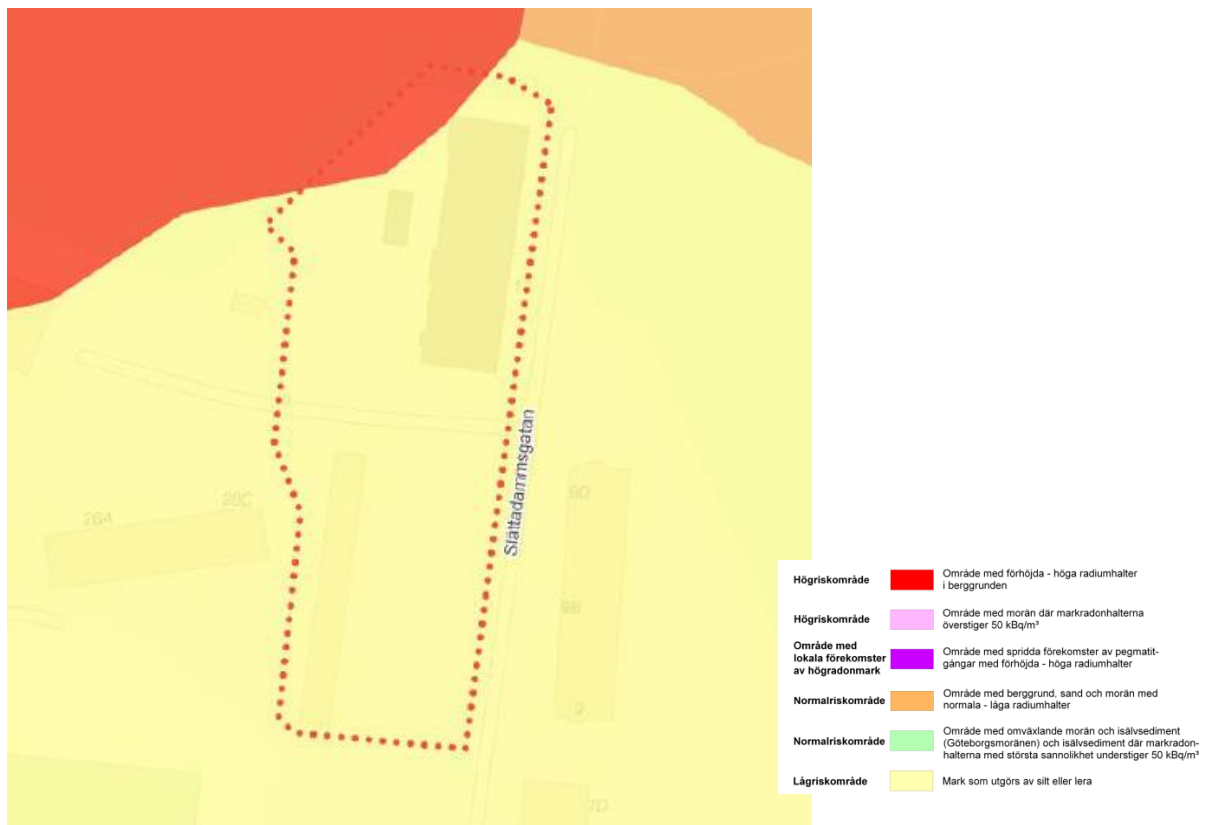 Slättadammsgatan
26A
26C
9D
9B
9
7D
Högriskområde
Område med förhöjda - höga radiumhalter
i berggrunden
Högriskområde
Område med morän där markradonhalterna
överstiger 50 kBq/m³
Område med
lokala förekomster
av högradonmark
Område med spridda förekomster av pegmatit-
gångar med förhöjda - höga radiumhalter
Normalriskområde
Område med berggrund, sand och morän med
normala - låga radiumhalter
Normalriskområde
Område med omväxlande morän och isälvsediment
(Göteborgsmoränen) och isälvsediment där markradon-
halterna med största sannolikhet understiger 50 kBq/m³
Lågriskområde
Mark som utgörs av silt eller lera